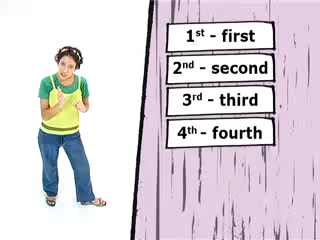 1st - first
2nd - second
3rd - third
4th - fourth